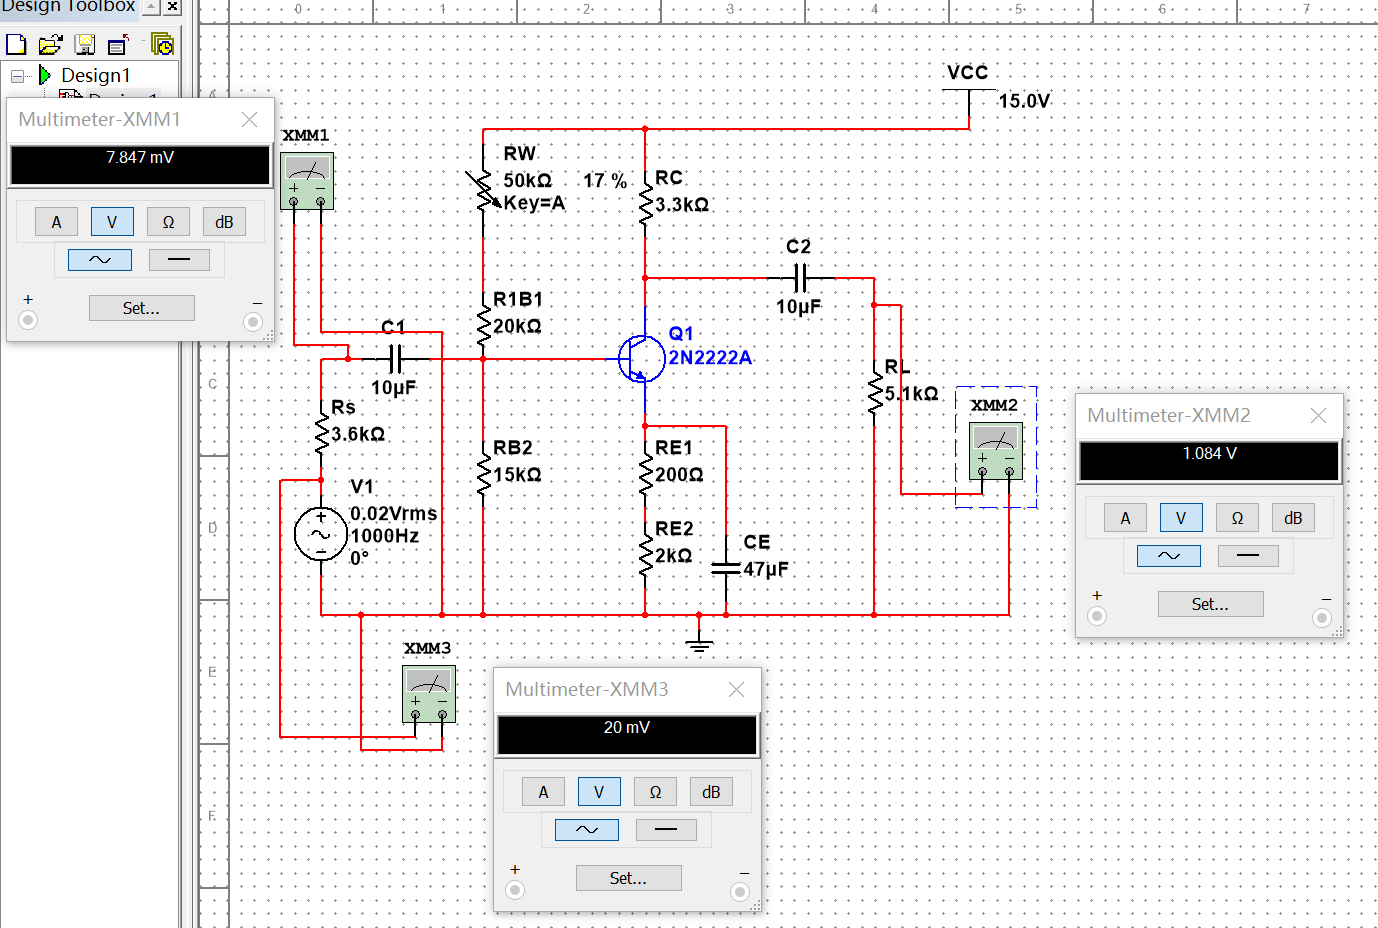 Design Toolbox
0 1 2 3 4 5 6 7
Design1
Design1
A
Multimeter-XMM1
7.847 mV
A V Ω dB
+ Set... −
XMM1
+ −
VCC
15.0V
RW
50kΩ 17 %
Key=A
RC
3.3kΩ
C2
10µF
R1B1
20kΩ
C1
10µF
Q1
2N2222A
C
RL
5.1kΩ
Rs
3.6kΩ
XMM2
+ −
Multimeter-XMM2
1.084 V
A V Ω dB
+ Set... −
RB2
15kΩ
RE1
200Ω
V1
0.02Vrms
1000Hz
0°
D
RE2
2kΩ
CE
47µF
XMM3
+ −
E
Multimeter-XMM3
20 mV
A V Ω dB
+ Set... −
F